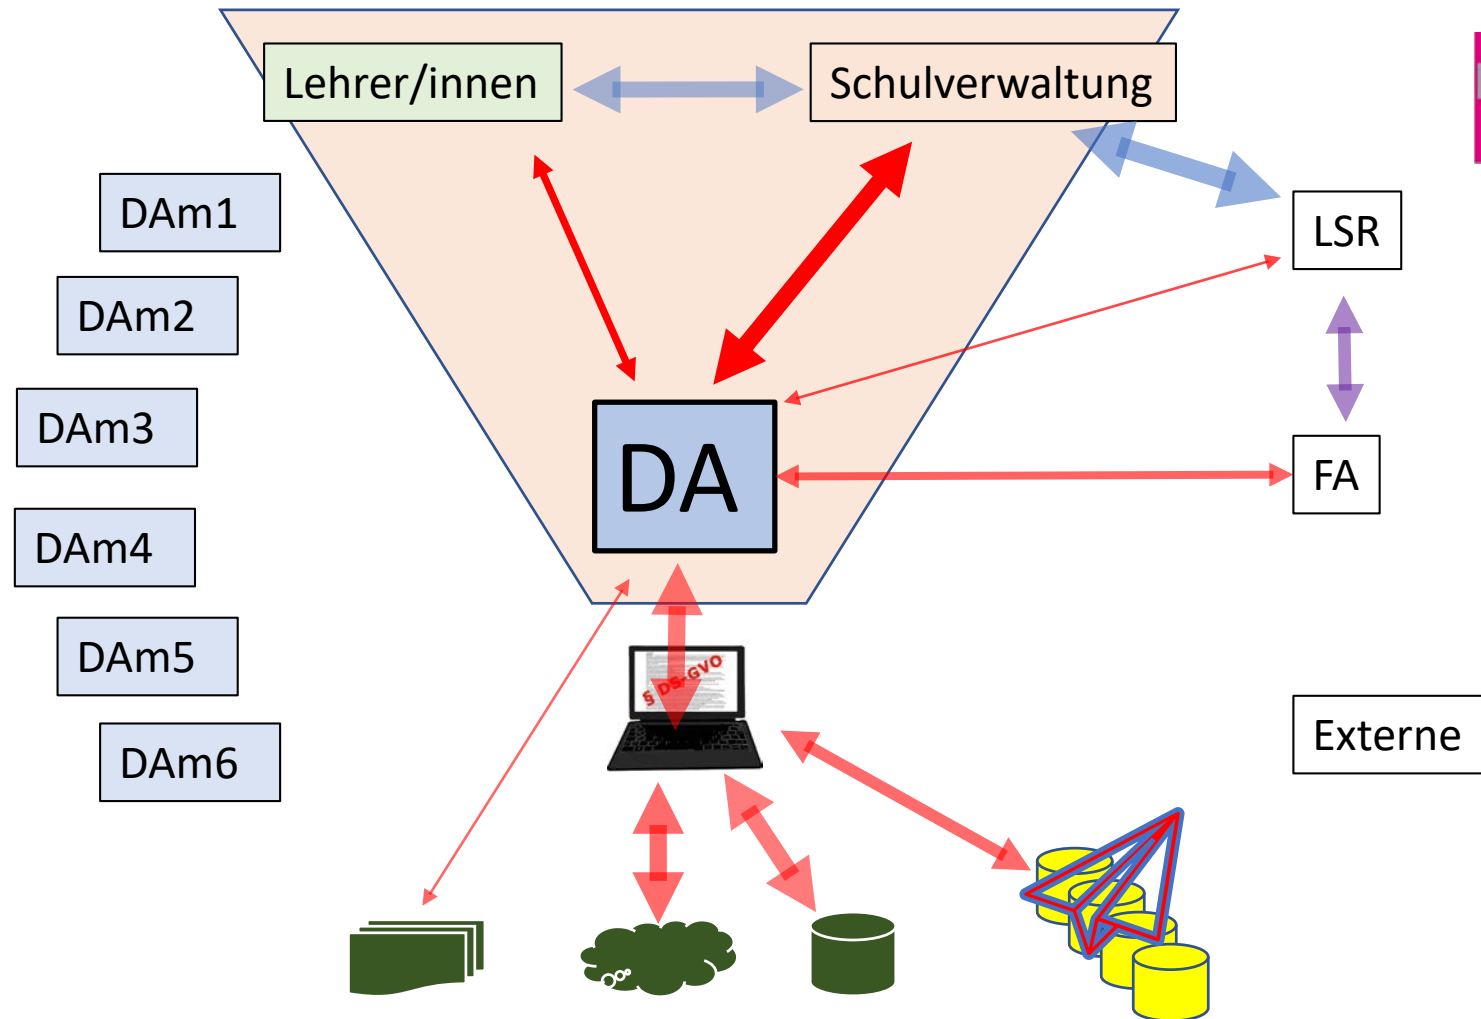 Lehrer/innen
Schulverwaltung
DAm1
LSR
DAm2
DAm3
DA
FA
DAm4
DAm5
§ DS-GVO
DAm6
Externe